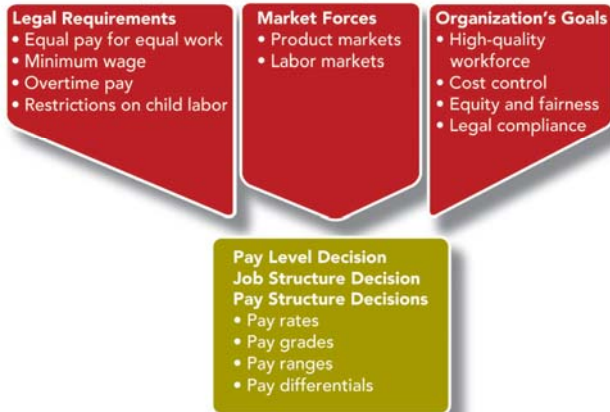 Legal Requirements
• Equal pay for equal work
• Minimum wage
• Overtime pay
• Restrictions on child labor
Market Forces
• Product markets
• Labor markets
Organization's Goals
• High-quality
workforce
• Cost control
• Equity and fairness
• Legal compliance
Pay Level Decision
Job Structure Decision
Pay Structure Decisions
• Pay rates
• Pay grades
• Pay ranges
• Pay differentials